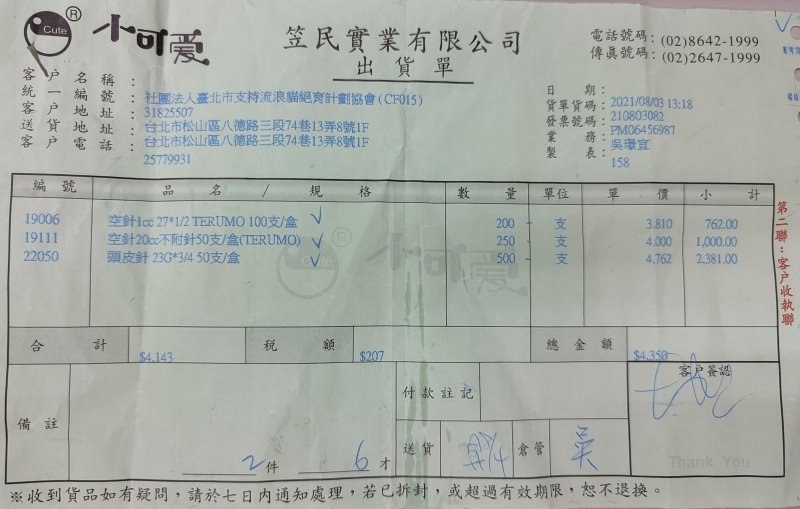 ® Cute 小可爱
笠民實業有限公司
出貨單
電話號碼：(02)8642-1999
傳真號碼：(02)2647-1999
客戶名稱：社團法人臺北市支持流浪貓絕育計劃協會(CF015)
統一編號：31825507
客戶地址：台北市松山區八德路三段74巷13弄8號1F
送貨地址：台北市松山區八德路三段74巷13弄8號1F
客戶電話：25779931
日期：2021/08/03 13:18
貨單貨碼：210803082
發票號碼：PM06456987
業務：吳璟宜
製表：158
編號 品名/規格 數量 單位 單價 小計
19006 空針1cc 27*1/2 TERUMO 100支/盒 200 支 3.810 762.00
19111 空針20cc不附針50支/盒(TERUMO) 250 支 4.000 1,000.00
22050 頭皮針 23G*3/4 50支/盒 500 支 4.762 2,381.00
® Cute 小可爱
第二聯：客戶收執聯
合計 $4,143 稅額 $207 總金額 $4,350
備註 2件 6才
付款註記
客戶簽認
送貨 倉管 吳
Thank You
※收到貨品如有疑問，請於七日內通知處理，若已拆封，或超過有效期限，恕不退換。